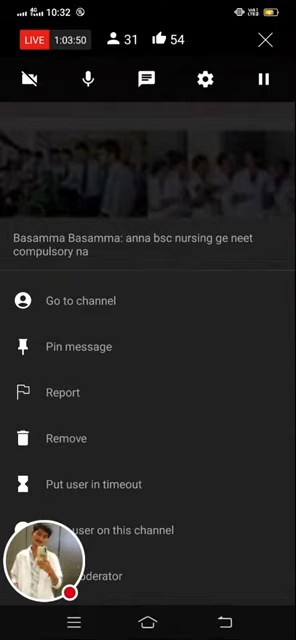 10:32
LIVE 1:03:50 31 54
Basamma Basamma: anna bsc nursing ge neet
compulsory na
Go to channel
Pin message
Report
Remove
Put user in timeout
user on this channel